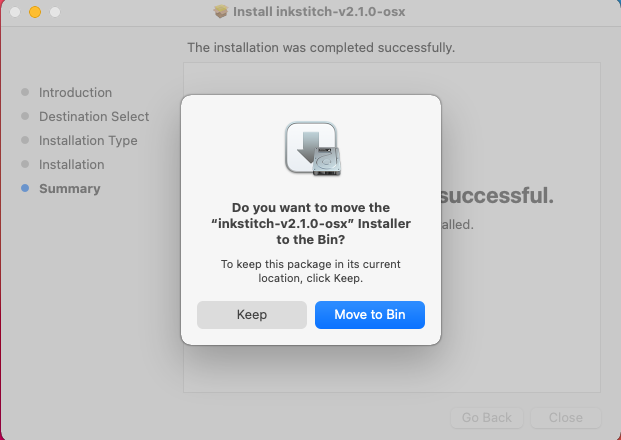 Install inkstitch-v2.1.0-osx
The installation was completed successfully.
Introduction
Destination Select
Installation Type
Installation
Summary
successful.
alled.
Do you want to move the
“inkstitch-v2.1.0-osx” Installer
to the Bin?
To keep this package in its current
location, click Keep.
Keep
Move to Bin
Go Back
Close